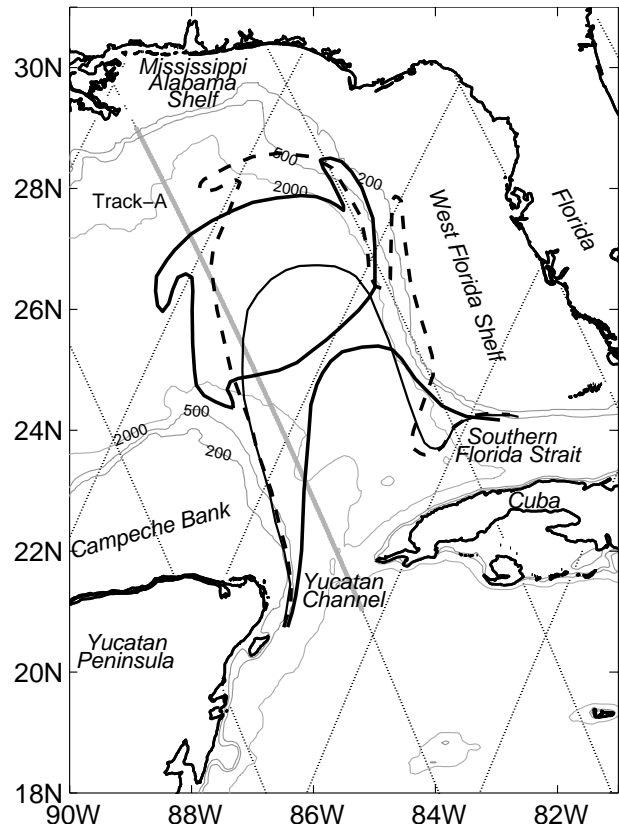 30N
Mississippi
Alabama
Shelf
500
200
28N
2000
Track–A
West Florida Shelf
Florida
26N
500
24N
2000
200
Southern
Florida Strait
Cuba
Campeche Bank
22N
Yucatan
Channel
Yucatan
Peninsula
20N
18N
90W
88W
86W
84W
82W